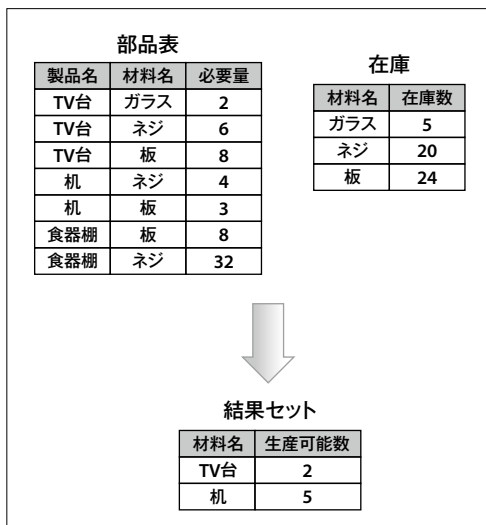 部品表
製品名 材料名 必要量
TV台 ガラス 2
TV台 ネジ 6
TV台 板 8
机 ネジ 4
机 板 3
食器棚 板 8
食器棚 ネジ 32
在庫
材料名 在庫数
ガラス 5
ネジ 20
板 24
結果セット
材料名 生産可能数
TV台 2
机 5